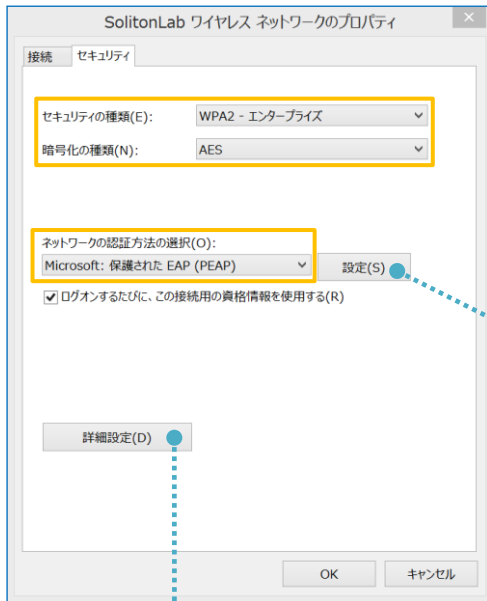 SolitonLab ワイヤレス ネットワークのプロパティ
接続 セキュリティ
セキュリティの種類(E): WPA2 - エンタープライズ
暗号化の種類(N): AES
ネットワークの認証方法の選択(O):
Microsoft: 保護された EAP (PEAP) 設定(S)
ログオンするたびに、この接続用の資格情報を使用する(R)
詳細設定(D)
OK キャンセル